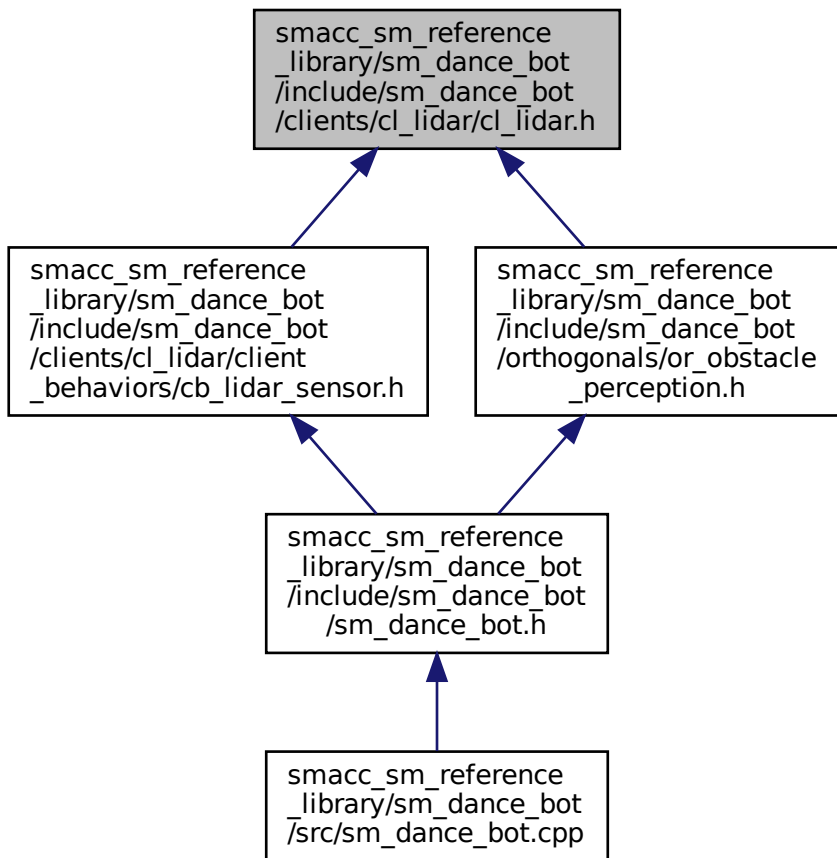 smacc_sm_reference
_library/sm_dance_bot
/include/sm_dance_bot
/clients/cl_lidar/cl_lidar.h
smacc_sm_reference
_library/sm_dance_bot
/include/sm_dance_bot
/clients/cl_lidar/client
_behaviors/cb_lidar_sensor.h
smacc_sm_reference
_library/sm_dance_bot
/include/sm_dance_bot
/orthogonals/or_obstacle
_perception.h
smacc_sm_reference
_library/sm_dance_bot
/include/sm_dance_bot
/sm_dance_bot.h
smacc_sm_reference
_library/sm_dance_bot
/src/sm_dance_bot.cpp